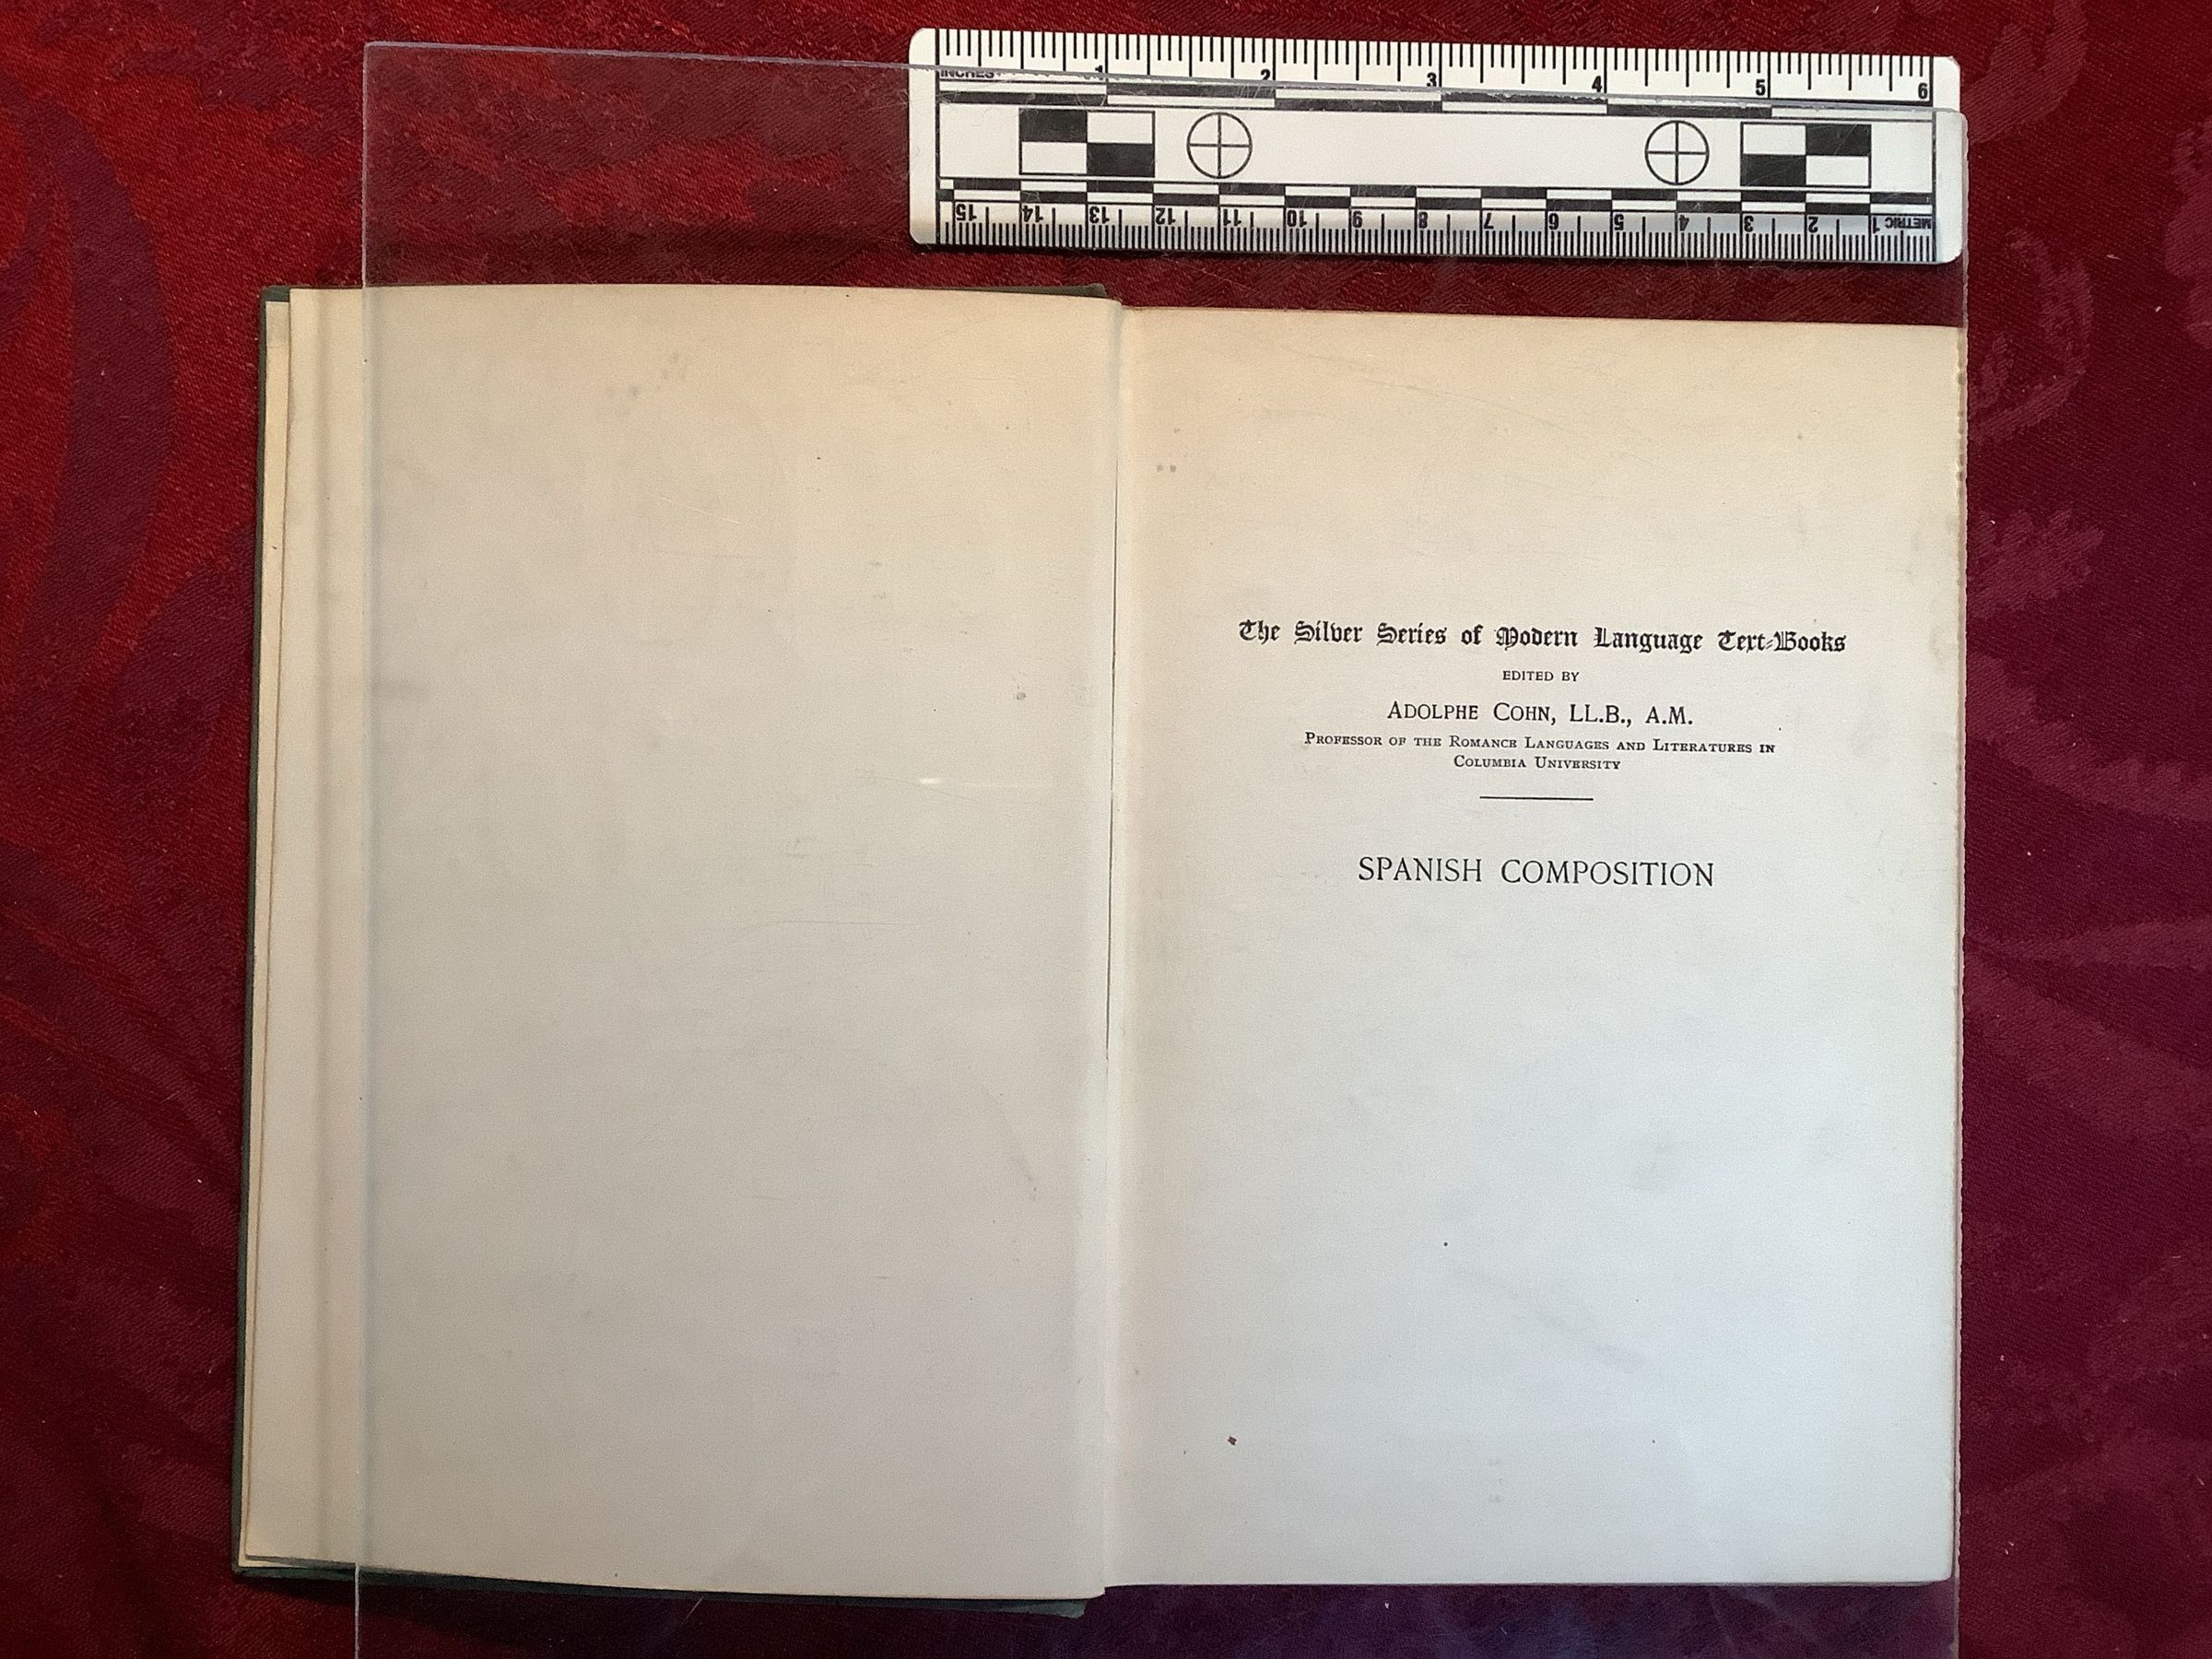 INCHES 1 2 3 4 5 6
15 14 13 12 11 10 9 8 7 6 5 4 3 2 1 METRIC
The Silver Series of Modern Language Text-Books
EDITED BY
ADOLPHE COHN, LL.B., A.M.
PROFESSOR OF THE ROMANCE LANGUAGES AND LITERATURES IN
COLUMBIA UNIVERSITY
SPANISH COMPOSITION